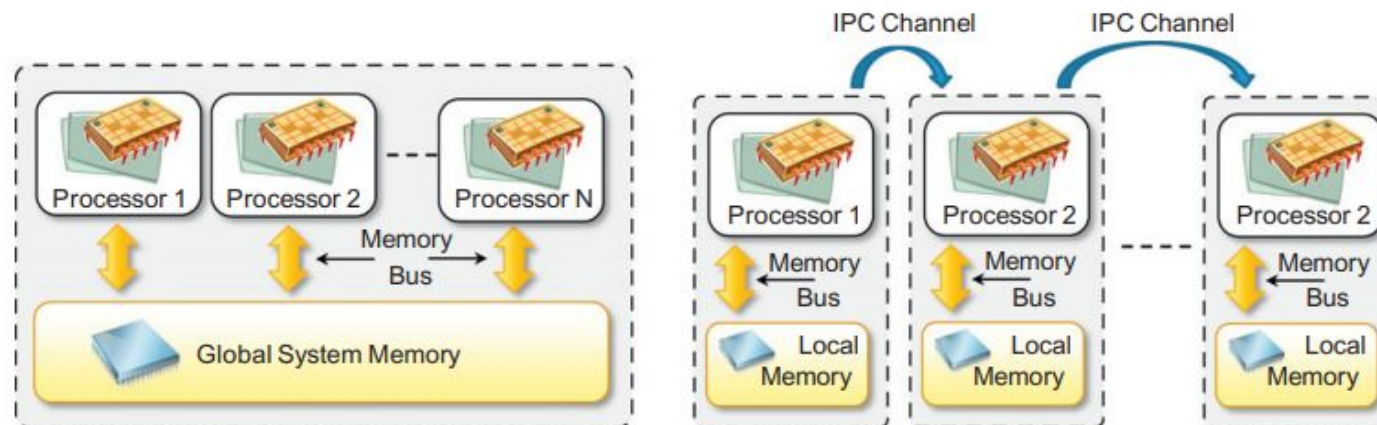 IPC Channel
IPC Channel
Processor 1
Processor 2
Processor N
Memory
Bus
Global System Memory
Processor 1
Processor 2
Processor 2
Memory
Bus
Memory
Bus
Memory
Bus
Local
Memory
Local
Memory
Local
Memory